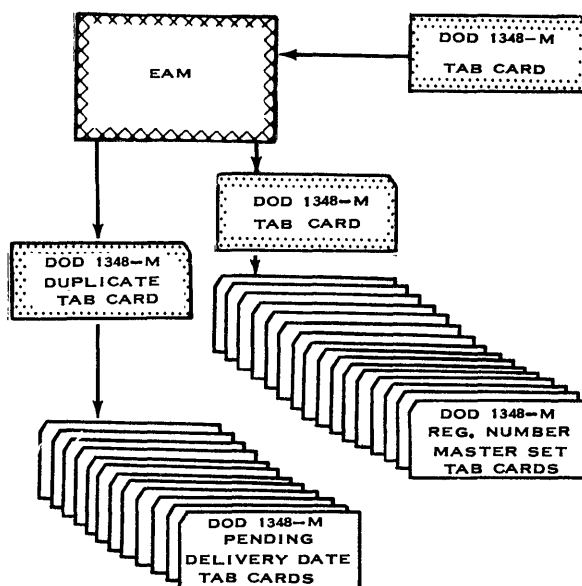 EAM
DOD 1348-M
TAB CARD
DOD 1348-M
TAB CARD
DOD 1348-M
DUPLICATE
TAB CARD
DOD 1348-M
REG. NUMBER
MASTER SET
TAB CARDS
DOD 1348-M
PENDING
DELIVERY DATE
TAB CARDS